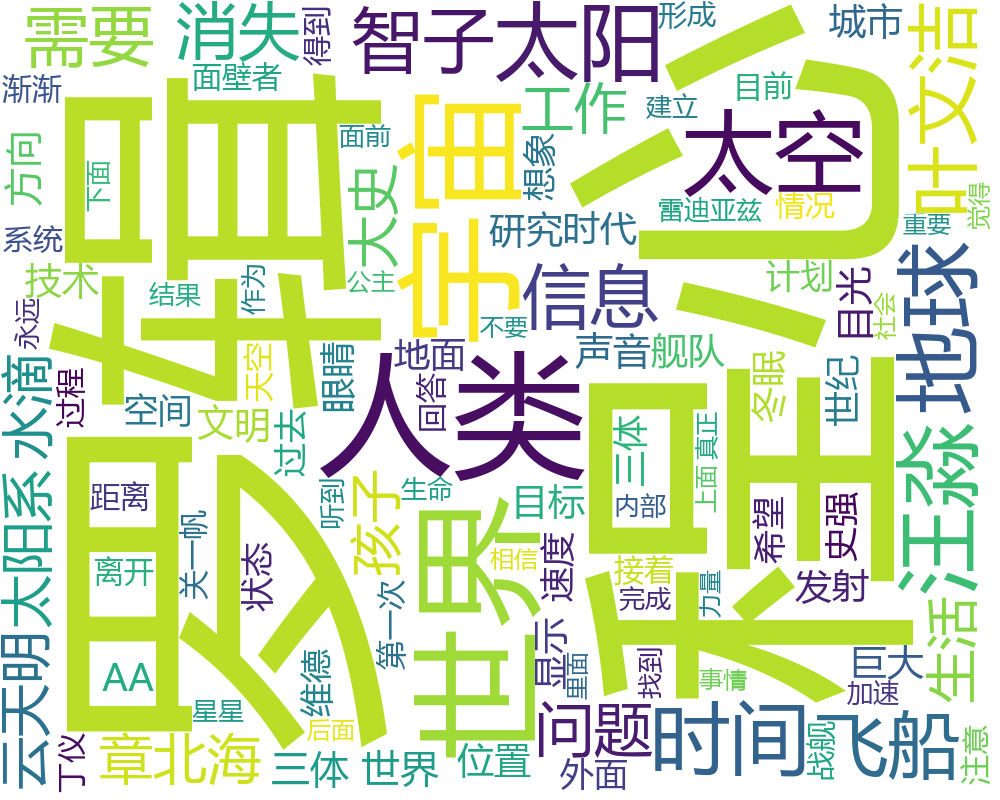 罗辑
程心
人类
太空
宇宙
世界
太阳
智子
需要
消失
得到
形成
城市
叶文洁
渐渐
面壁者
工作
建立
目前
方向
下面
面前
大史
想象
研究
时代
雷迪亚兹
情况
重要
觉得
系统
技术
结果
作为
公主
信息
不要
计划
目光
社会
地球
永远
天空
眼睛
地面
声音
舰队
水滴
过程
空间
文明
过去
回答
冬眠
世纪
汪淼
三体
真正
上面
太阳系
距离
关一帆
听到
生命
孩子
目标
内部
希望
史强
离开
状态
相信
速度
接着
完成
力量
发射
生活
云天明
AA
星星
维德
第一次
显示
里面
找到
事情
巨大
加速
丁仪
章北海
后面
三体
世界
位置
问题
外面
时间
战舰
飞船
注意